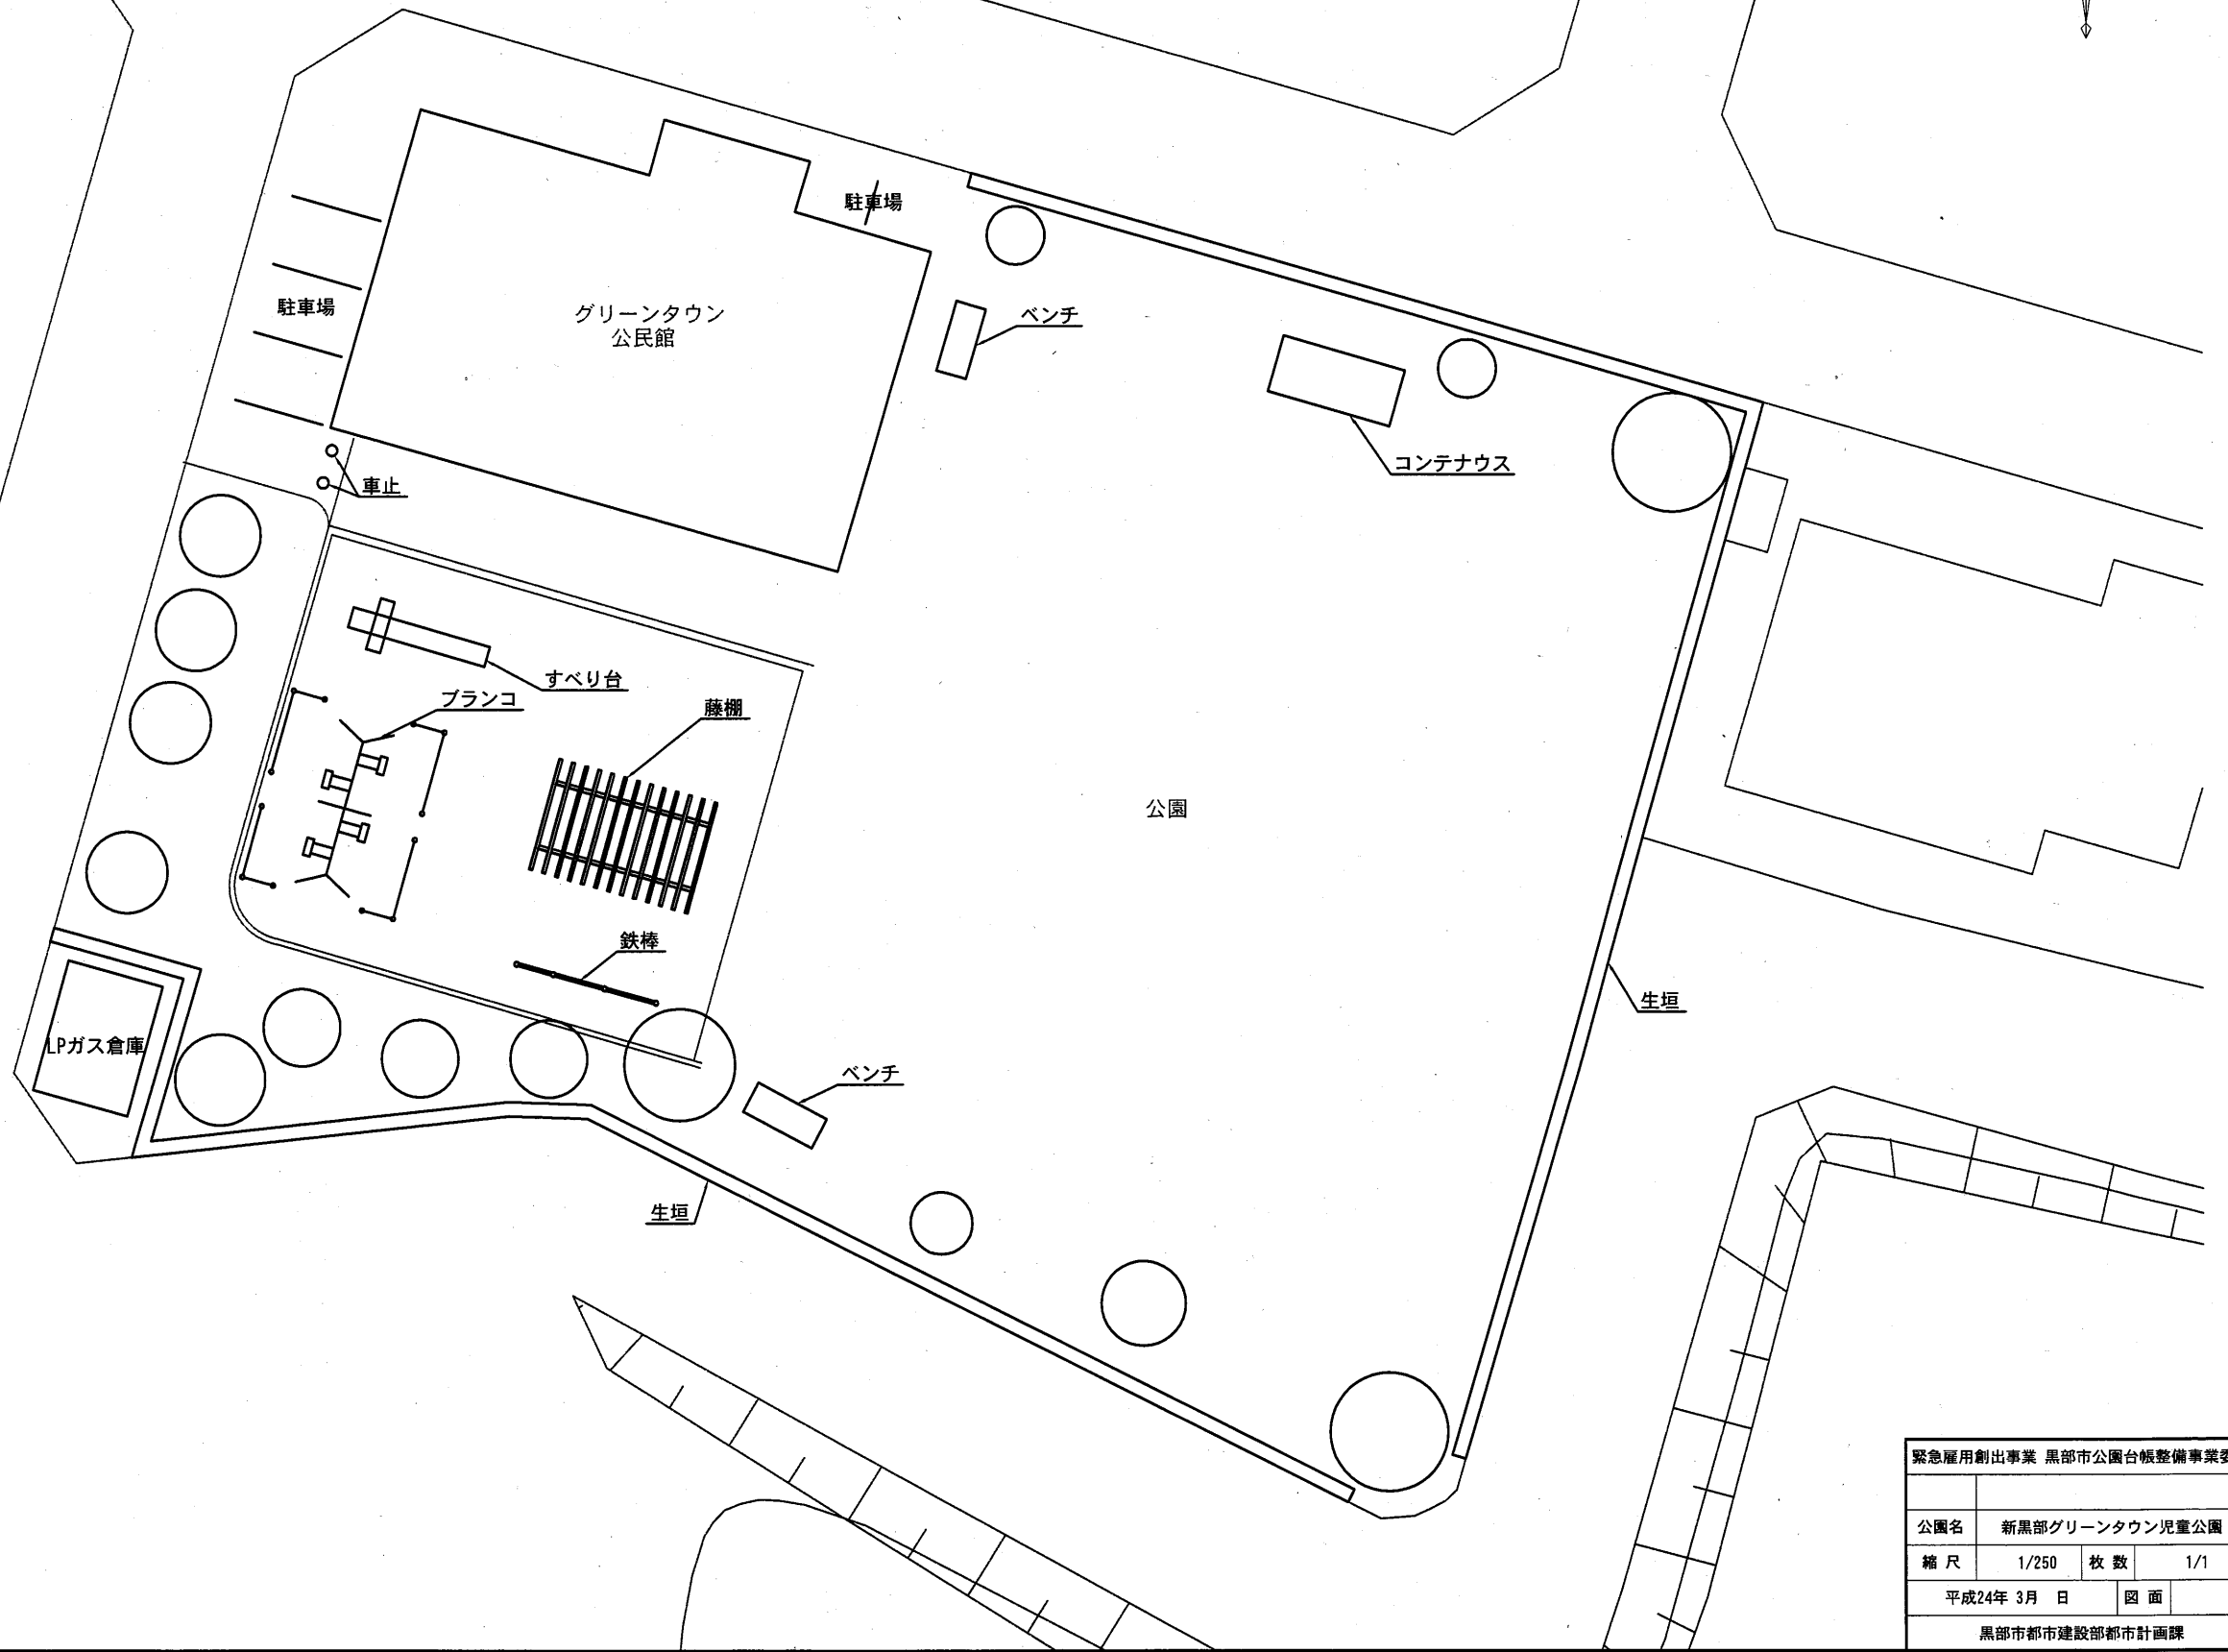 駐車場
駐車場
グリーンタウン
公民館
ベンチ
コンテナウス
車止
すべり台
ブランコ
藤棚
公園
鉄棒
生垣
LPガス倉庫
ベンチ
生垣
緊急雇用創出事業 黒部市公園台帳整備事業委
公園名 新黒部グリーンタウン児童公園
縮 尺 1/250 枚 数 1/1
平成24年 3月 日 図 面
黒部市都市建設部都市計画課